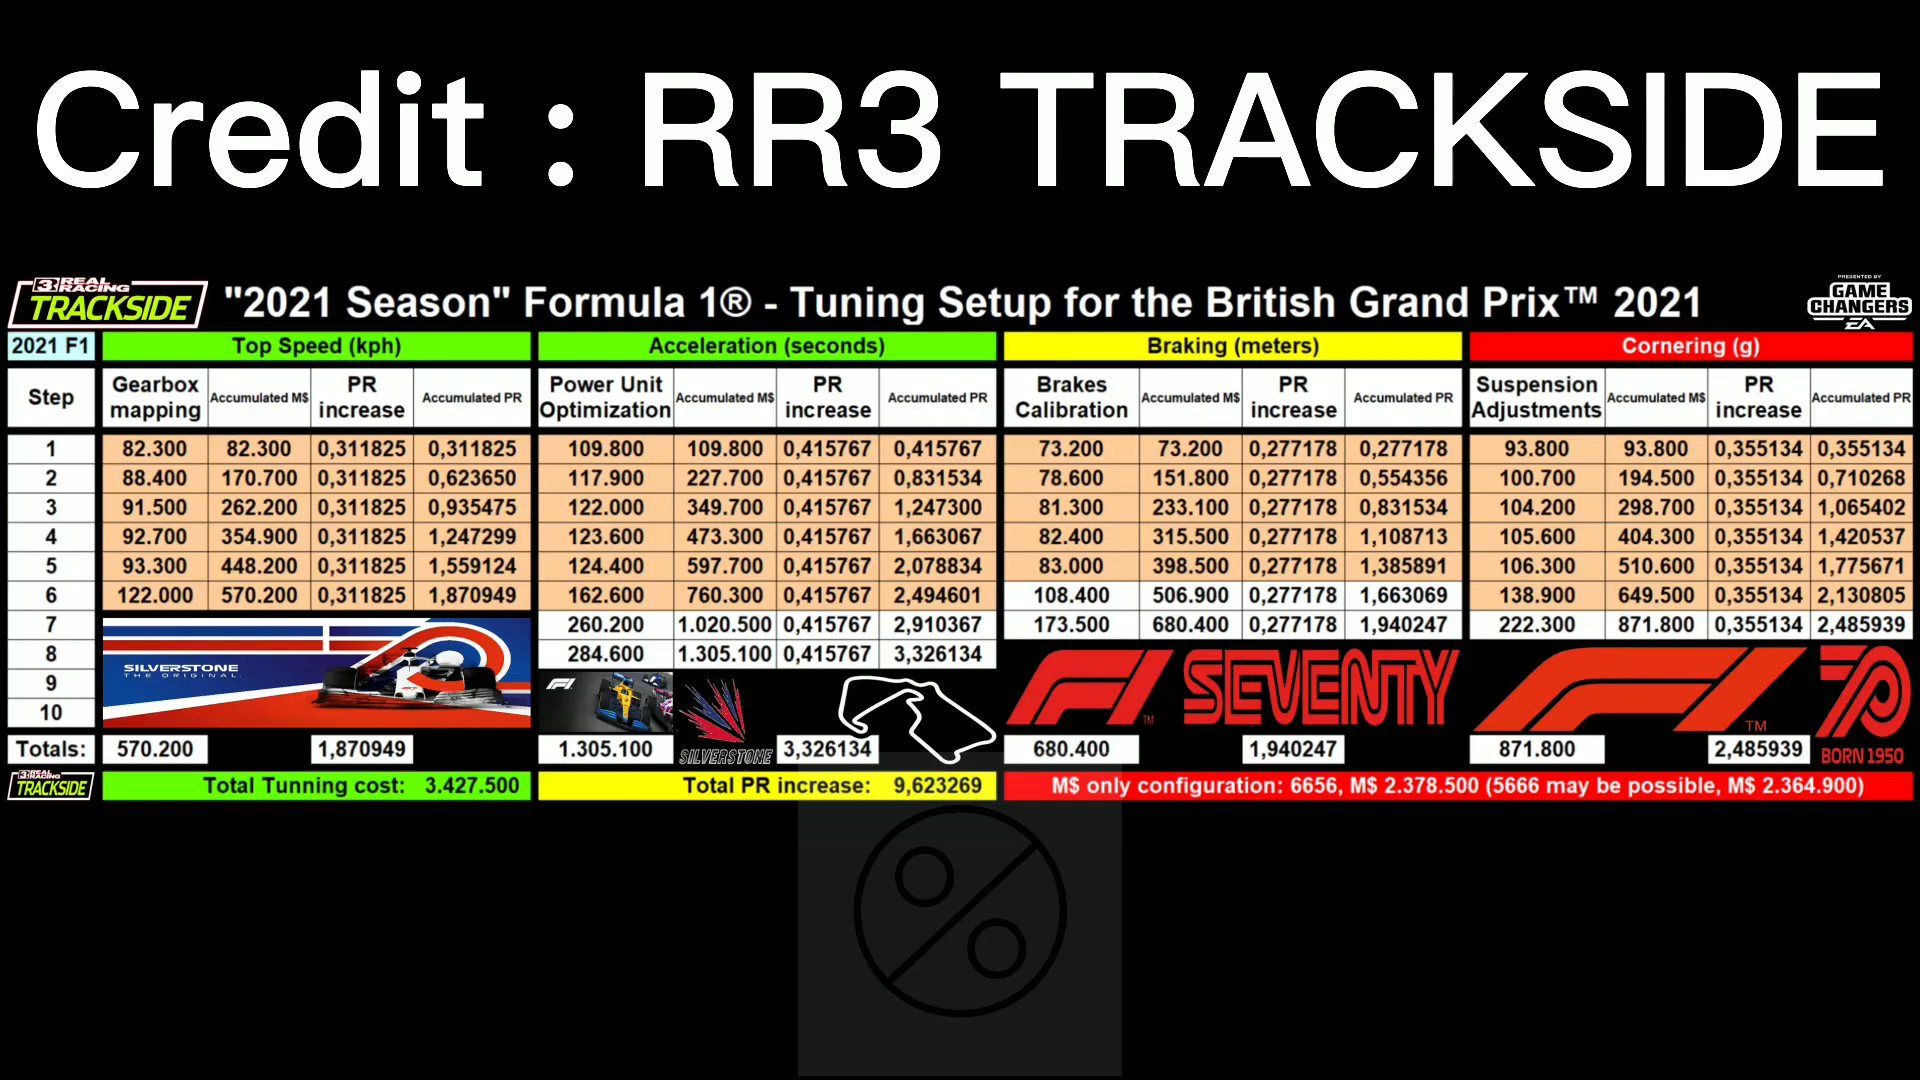 Credit : RR3 TRACKSIDE
3 REAL RACING TRACKSIDE "2021 Season" Formula 1® - Tuning Setup for the British Grand Prix™ 2021 PRESENTED BY GAME CHANGERS EA
2021 F1 Top Speed (kph) Acceleration (seconds) Braking (meters) Cornering (g)
Step Gearbox mapping Accumulated M$ PR increase Accumulated PR Power Unit Optimization Accumulated M$ PR increase Accumulated PR Brakes Calibration Accumulated M$ PR increase Accumulated PR Suspension Adjustments Accumulated M$ PR increase Accumulated PR
1 82.300 82.300 0,311825 0,311825 109.800 109.800 0,415767 0,415767 73.200 73.200 0,277178 0,277178 93.800 93.800 0,355134 0,355134
2 88.400 170.700 0,311825 0,623650 117.900 227.700 0,415767 0,831534 78.600 151.800 0,277178 0,554356 100.700 194.500 0,355134 0,710268
3 91.500 262.200 0,311825 0,935475 122.000 349.700 0,415767 1,247300 81.300 233.100 0,277178 0,831534 104.200 298.700 0,355134 1,065402
4 92.700 354.900 0,311825 1,247299 123.600 473.300 0,415767 1,663067 82.400 315.500 0,277178 1,108713 105.600 404.300 0,355134 1,420537
5 93.300 448.200 0,311825 1,559124 124.400 597.700 0,415767 2,078834 83.000 398.500 0,277178 1,385891 106.300 510.600 0,355134 1,775671
6 122.000 570.200 0,311825 1,870949 162.600 760.300 0,415767 2,494601 108.400 506.900 0,277178 1,663069 138.900 649.500 0,355134 2,130805
7 260.200 1.020.500 0,415767 2,910367 173.500 680.400 0,277178 1,940247 222.300 871.800 0,355134 2,485939
8 284.600 1.305.100 0,415767 3,326134
SILVERSTONE
THE ORIGINAL.
9 F1 F1 TM SEVENTY F1 TM 70
10
Totals: 570.200 1,870949 1.305.100 SILVERSTONE 3,326134 680.400 1,940247 871.800 2,485939 BORN 1950
3 REAL RACING TRACKSIDE Total Tunning cost: 3.427.500 Total PR increase: 9,623269 M$ only configuration: 6656, M$ 2.378.500 (5666 may be possible, M$ 2.364.900)